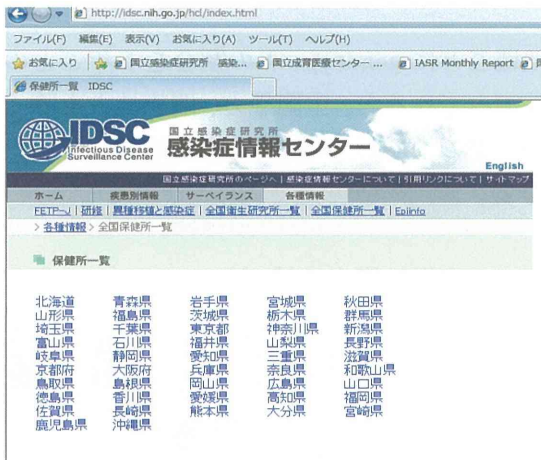 http://idsc.nih.go.jp/hcl/index.html
ファイル(F) 編集(E) 表示(V) お気に入り(A) ツール(T) ヘルプ(H)
お気に入り 国立感染症研究所 感染... 国立成育医療センター ... IASR Monthly Report
保健所一覧 IDSC
IDSC 国立感染症研究所
Infectious Disease
Surveillance Center 感染症情報センター
English
国立感染症研究所のページへ | 感染症情報センターについて | 引用リンクについて | サイトマップ
ホーム 疾患別情報 サーベイランス 各種情報
FETP-J | 研修 | 異種移植と感染症 | 全国衛生研究所一覧 | 全国保健所一覧 | EpiInfo
> 各種情報 > 全国保健所一覧
保健所一覧
北海道 青森県 岩手県 宮城県 秋田県
山形県 福島県 茨城県 栃木県 群馬県
埼玉県 千葉県 東京都 神奈川県 新潟県
富山県 石川県 福井県 山梨県 長野県
岐阜県 静岡県 愛知県 三重県 滋賀県
京都府 大阪府 兵庫県 奈良県 和歌山県
鳥取県 島根県 岡山県 広島県 山口県
徳島県 香川県 愛媛県 高知県 福岡県
佐賀県 長崎県 熊本県 大分県 宮崎県
鹿児島県 沖縄県